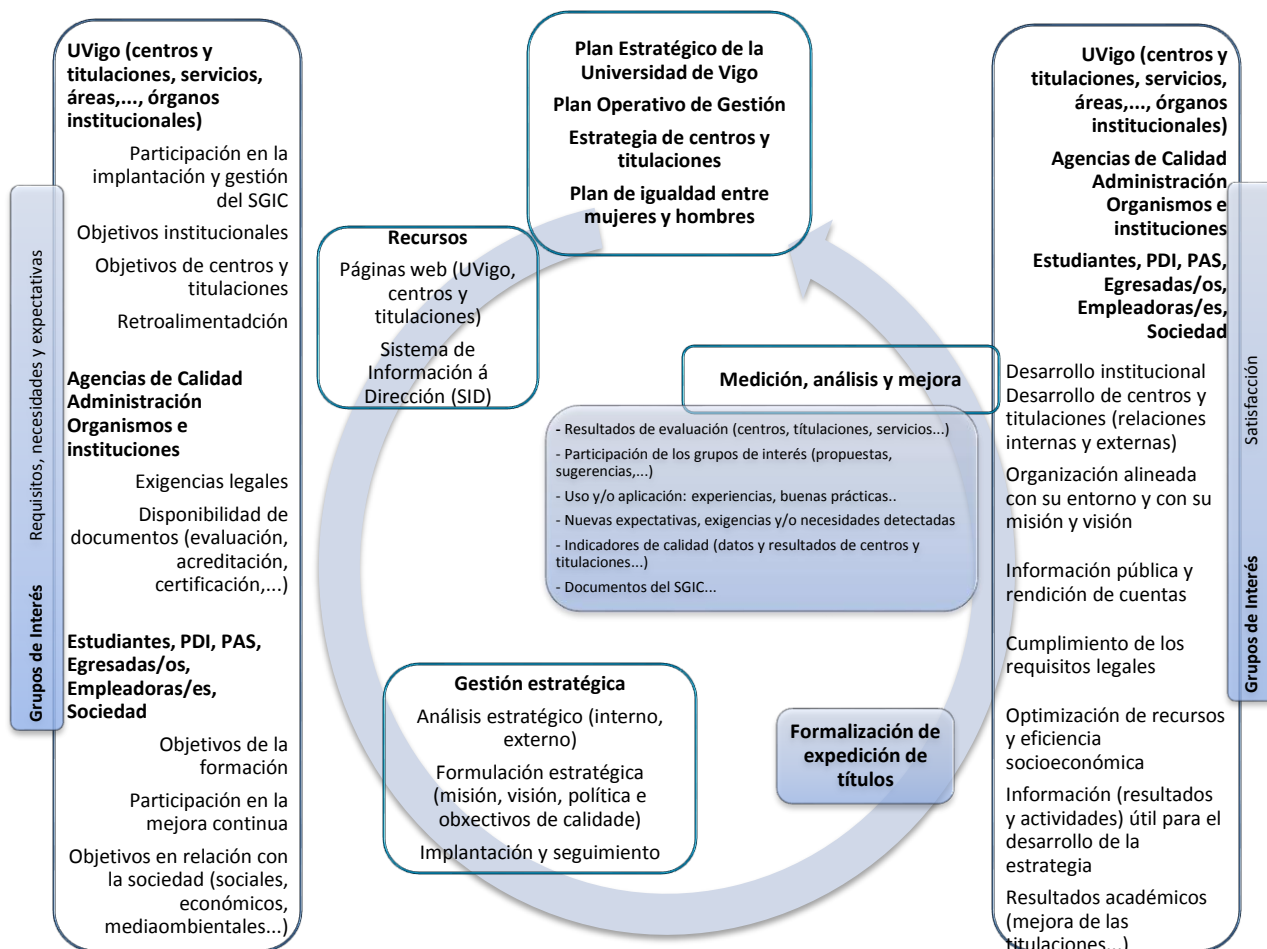 UVigo (centros y
titulaciones, servicios,
áreas,..., órganos
institucionales)
Participación en la
implantación y gestión
del SGIC
Objetivos institucionales
Objetivos de centros y
titulaciones
Retroalimentadción
Agencias de Calidad
Administración
Organismos e
instituciones
Exigencias legales
Disponibilidad de
documentos (evaluación,
acreditación,
certificación,...)
Estudiantes, PDI, PAS,
Egresadas/os,
Empleadoras/es,
Sociedad
Objetivos de la
formación
Participación en la
mejora continua
Objetivos en relación con
la sociedad (sociales,
económicos,
mediaombientales...)
Grupos de Interés Requisitos, necesidades y expectativas
Plan Estratégico de la
Universidad de Vigo
Plan Operativo de Gestión
Estrategia de centros y
titulaciones
Plan de igualdad entre
mujeres y hombres
Recursos
Páginas web (UVigo,
centros y
titulaciones)
Sistema de
Información á
Dirección (SID)
Medición, análisis y mejora
- Resultados de evaluación (centros, títulaciones, servicios...)
- Participación de los grupos de interés (propuestas,
sugerencias,...)
- Uso y/o aplicación: experiencias, buenas prácticas..
- Nuevas expectativas, exigencias y/o necesidades detectadas
- Indicadores de calidad (datos y resultados de centros y
titulaciones...)
- Documentos del SGIC...
Gestión estratégica
Análisis estratégico (interno,
externo)
Formulación estratégica
(misión, visión, política e
obxectivos de calidade)
Implantación y seguimiento
Formalización de
expedición de
títulos
UVigo (centros y
titulaciones, servicios,
áreas,..., órganos
institucionales)
Agencias de Calidad
Administración
Organismos e
instituciones
Estudiantes, PDI, PAS,
Egresadas/os,
Empleadoras/es,
Sociedad
Desarrollo institucional
Desarrollo de centros y
titulaciones (relaciones
internas y externas)
Organización alineada
con su entorno y con su
misión y visión
Información pública y
rendición de cuentas
Cumplimiento de los
requisitos legales
Optimización de recursos
y eficiencia
socioeconómica
Información (resultados
y actividades) útil para el
desarrollo de la
estrategia
Resultados académicos
(mejora de las
titulaciones...)
Grupos de Interés Satisfacción